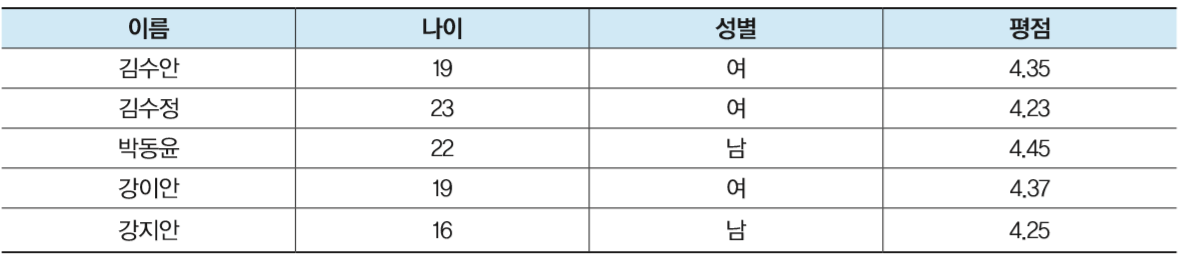 이름 나이 성별 평점
김수안 19 여 4.35
김수정 23 여 4.23
박동윤 22 남 4.45
강이안 19 여 4.37
강지안 16 남 4.25